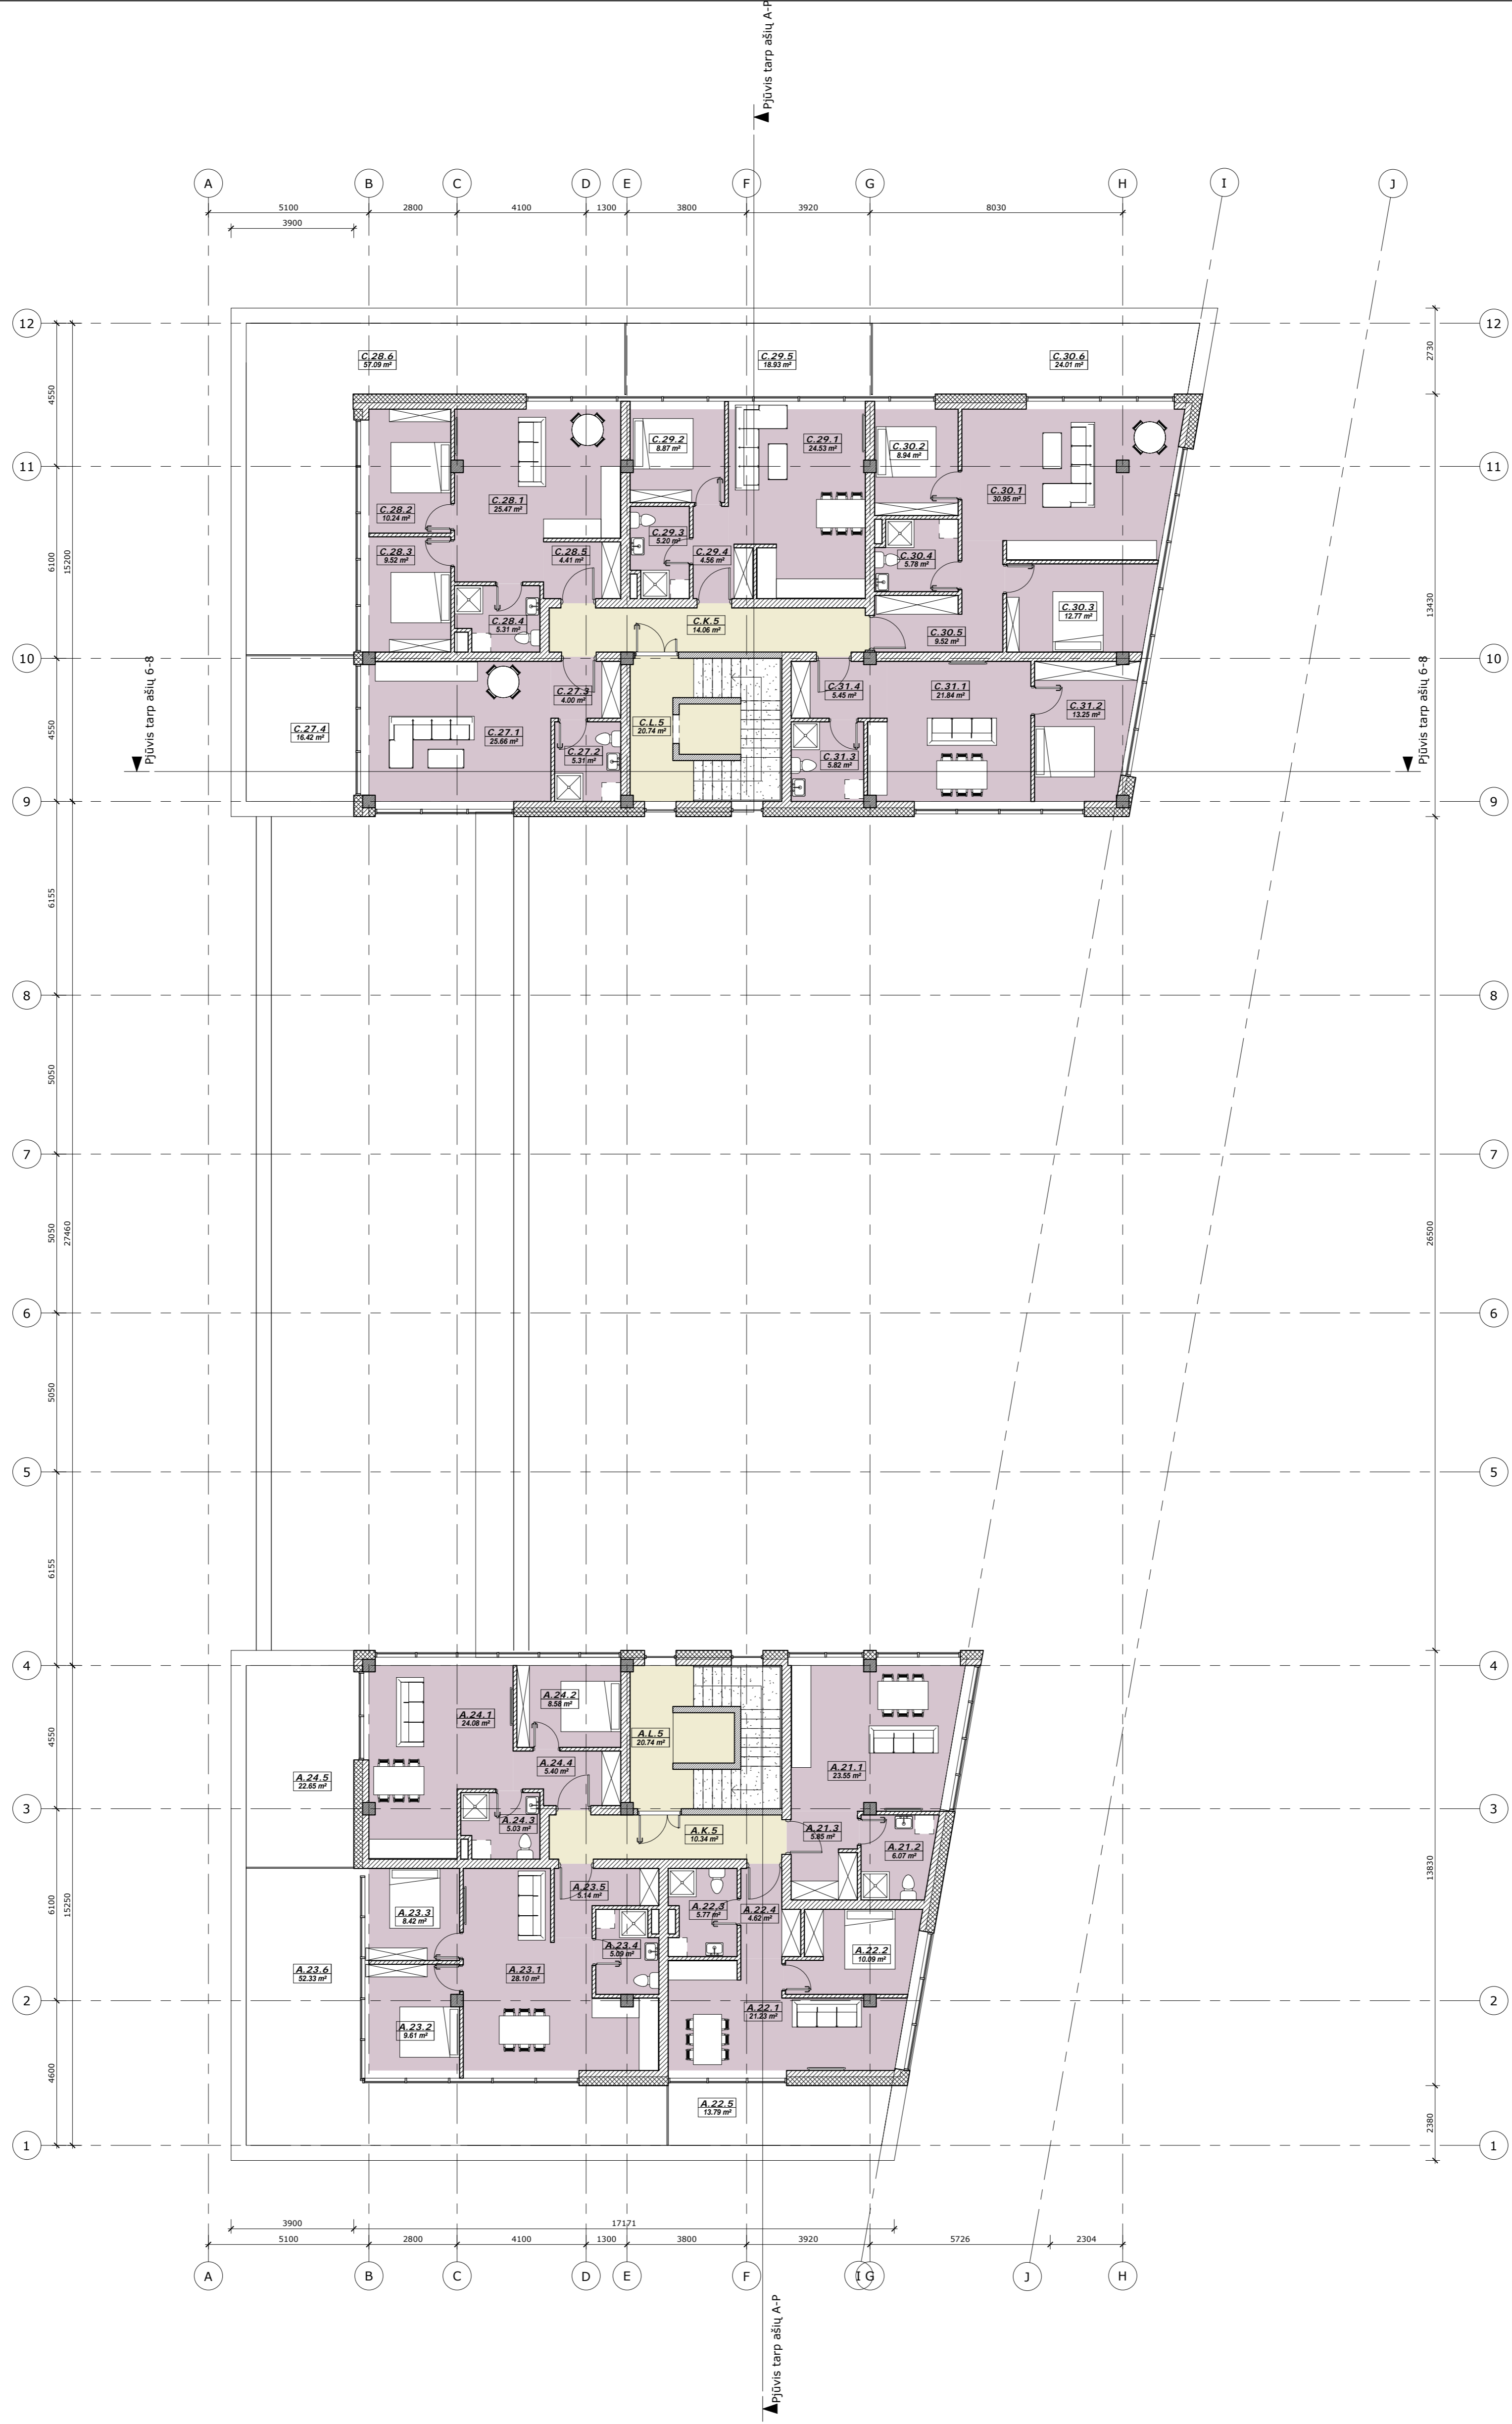 Pjūvis tarp ašių A-P
A
B
C
D
E
F
G
H
I
J
5100
2800
4100
1300
3800
3920
8030
3900
12
12
C.28.6
57.09 m²
C.29.5
18.93 m²
C.30.6
24.01 m²
2730
4550
C.29.2
8.87 m²
C.29.1
24.53 m²
C.30.2
8.94 m²
11
11
C.28.2
10.24 m²
C.28.1
25.47 m²
C.30.1
30.95 m²
C.28.3
9.52 m²
C.28.5
4.41 m²
C.29.3
5.20 m²
C.29.4
4.56 m²
C.30.4
5.78 m²
6100
15200
13430
C.28.4
5.31 m²
C.K.5
14.06 m²
C.30.5
9.52 m²
C.30.3
12.77 m²
10
10
Pjūvis tarp ašių 6-8
Pjūvis tarp ašių 6-8
C.27.3
4.00 m²
C.31.4
5.45 m²
C.31.1
21.84 m²
C.31.2
13.25 m²
4550
C.27.4
16.42 m²
C.27.1
25.66 m²
C.27.2
5.31 m²
C.L.5
20.74 m²
C.31.3
5.82 m²
9
9
6155
8
8
5050
7
7
5050
27460
26500
6
6
5050
5
5
6155
4
4
A.24.1
24.08 m²
A.24.2
8.58 m²
A.L.5
20.74 m²
4550
A.24.5
22.65 m²
A.24.4
5.40 m²
A.21.1
23.55 m²
3
3
A.24.3
5.03 m²
A.K.5
10.34 m²
A.21.3
5.85 m²
A.21.2
6.07 m²
6100
15250
13830
A.23.3
8.42 m²
A.23.5
5.14 m²
A.22.3
5.77 m²
A.22.4
4.62 m²
A.23.6
52.33 m²
A.23.1
28.10 m²
A.23.4
5.09 m²
A.22.2
10.09 m²
2
2
A.23.2
9.61 m²
A.22.1
21.23 m²
4600
A.22.5
13.79 m²
2380
1
1
3900
17171
5100
2800
4100
1300
3800
3920
5726
2304
A
B
C
D
E
F
I
G
J
H
Pjūvis tarp ašių A-P